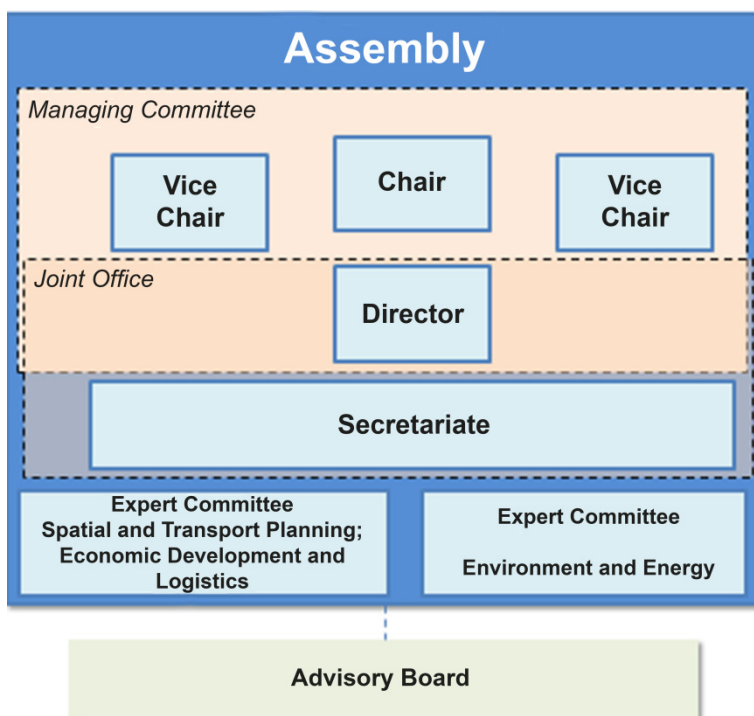 Assembly
Managing Committee
Vice
Chair
Chair
Vice
Chair
Joint Office
Director
Secretariate
Expert Committee
Spatial and Transport Planning;
Economic Development and
Logistics
Expert Committee
Environment and Energy
Advisory Board